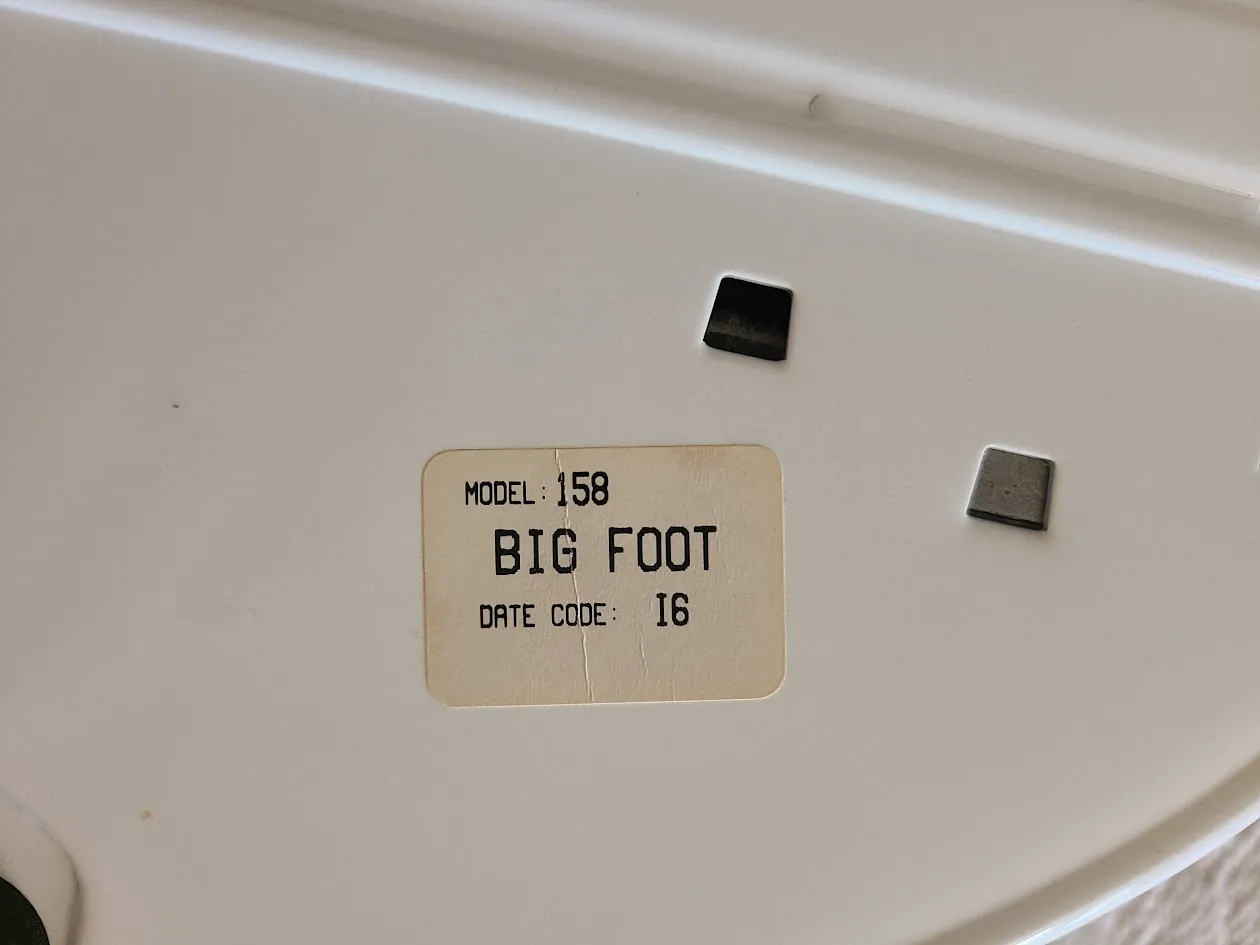 MODEL: 158
BIG FOOT
DATE CODE: I6